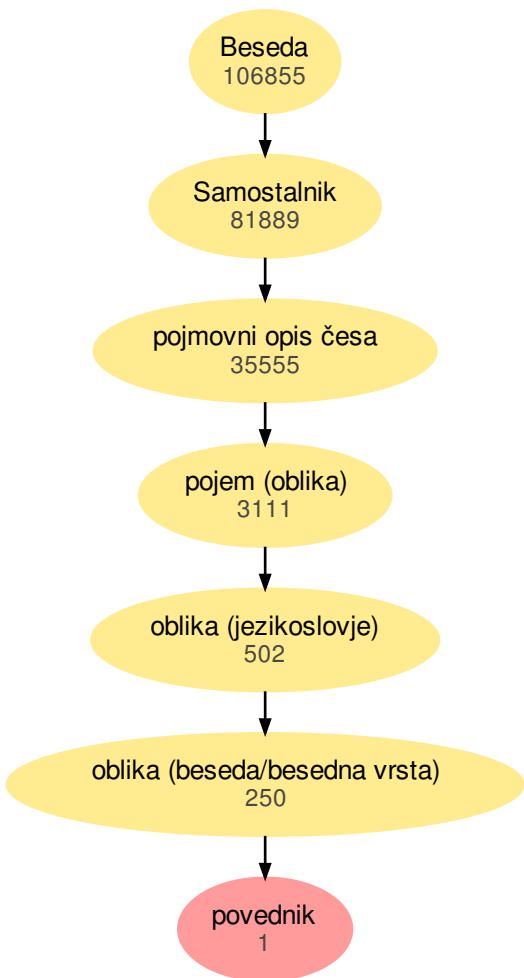 Beseda
106855
Samostalnik
81889
pojmovni opis česa
35555
pojem (oblika)
3111
oblika (jezikoslovje)
502
oblika (beseda/besedna vrsta)
250
povednik
1